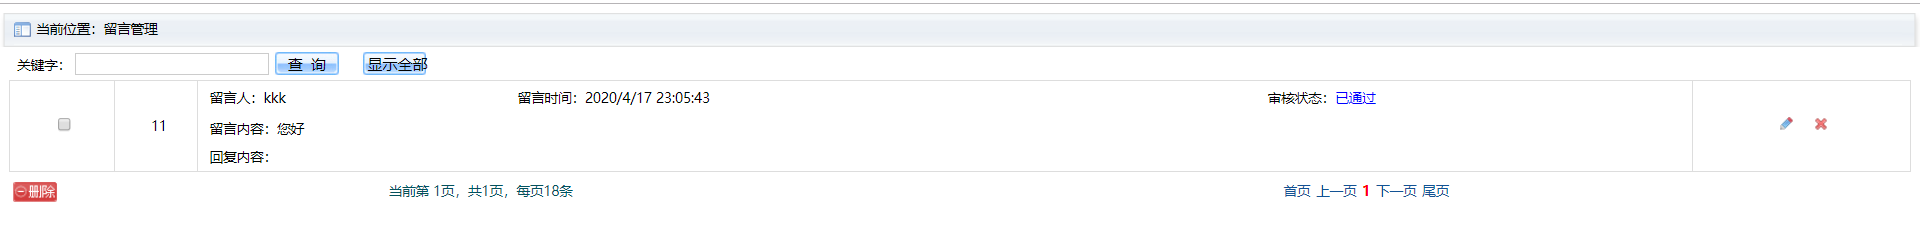 当前位置：留言管理
关键字： 查 询 显示全部
留言人：kkk 留言时间：2020/4/17 23:05:43 审核状态：已通过
11
留言内容：您好
回复内容：
删除 当前第 1页，共1页，每页18条 首页 上一页 1 下一页 尾页